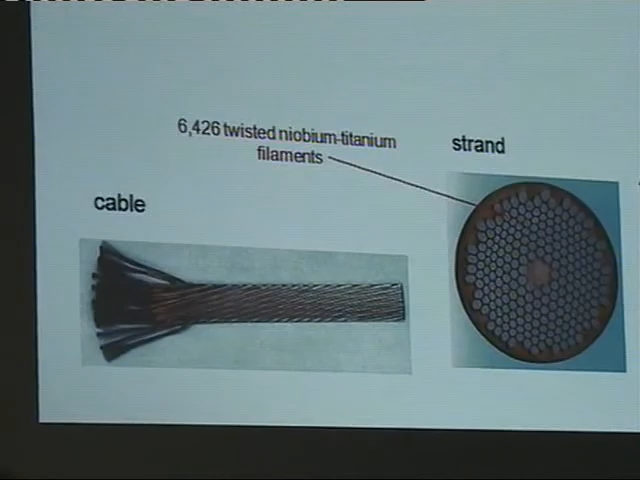 6,426 twisted niobium-titanium
filaments
strand
cable